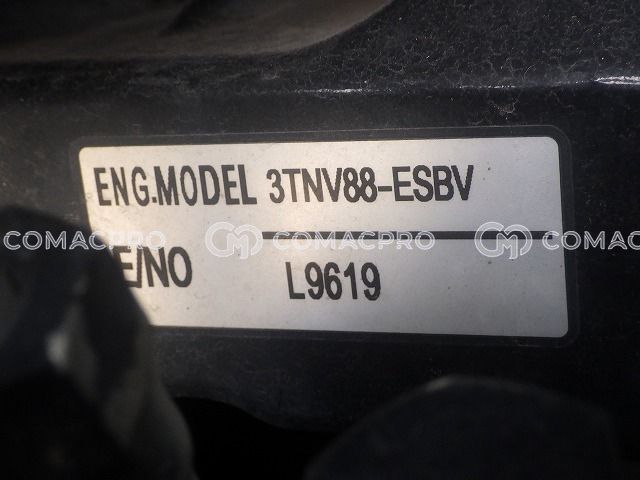 ENG.MODEL 3TNV88-ESBV
COMACPRO COMACPRO COMACPRO
E/NO L9619